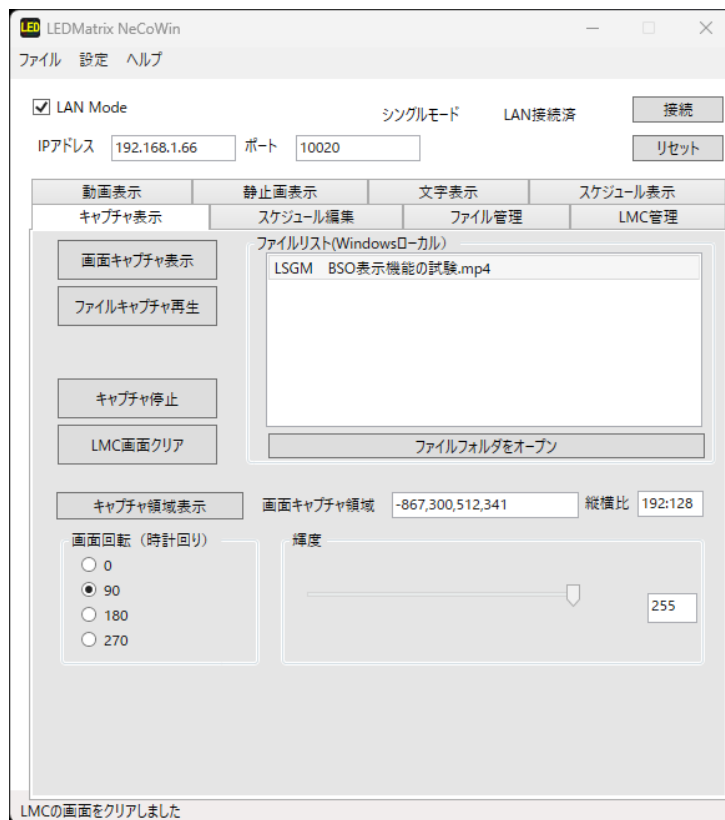 LED LEDMatrix NeCoWin
ファイル 設定 ヘルプ
LAN Mode シングルモード LAN接続済 接続
IPアドレス 192.168.1.66 ポート 10020 リセット
動画表示 静止画表示 文字表示 スケジュール表示
キャプチャ表示 スケジュール編集 ファイル管理 LMC管理
画面キャプチャ表示
ファイルキャプチャ再生
キャプチャ停止
LMC画面クリア
ファイルリスト(Windowsローカル)
LSGM BSO表示機能の試験.mp4
ファイルフォルダをオープン
キャプチャ領域表示 画面キャプチャ領域 -867,300,512,341 縦横比 192:128
画面回転（時計回り）
0
90
180
270
輝度
255
LMCの画面をクリアしました